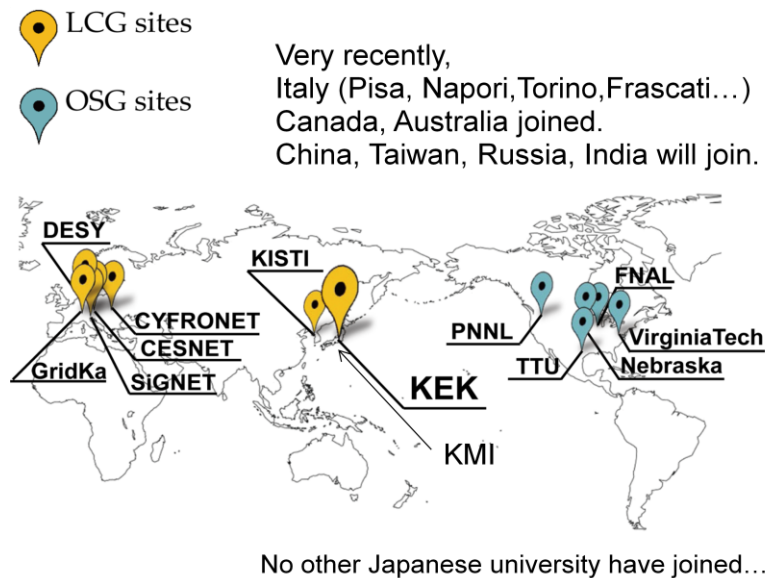 LCG sites
OSG sites
Very recently,
Italy (Pisa, Napori,Torino,Frascati…)
Canada, Australia joined.
China, Taiwan, Russia, India will join.
DESY
KISTI
FNAL
CYFRONET
PNNL
VirginiaTech
CESNET
GridKa
SiGNET
TTU
Nebraska
KEK
KMI
No other Japanese university have joined…